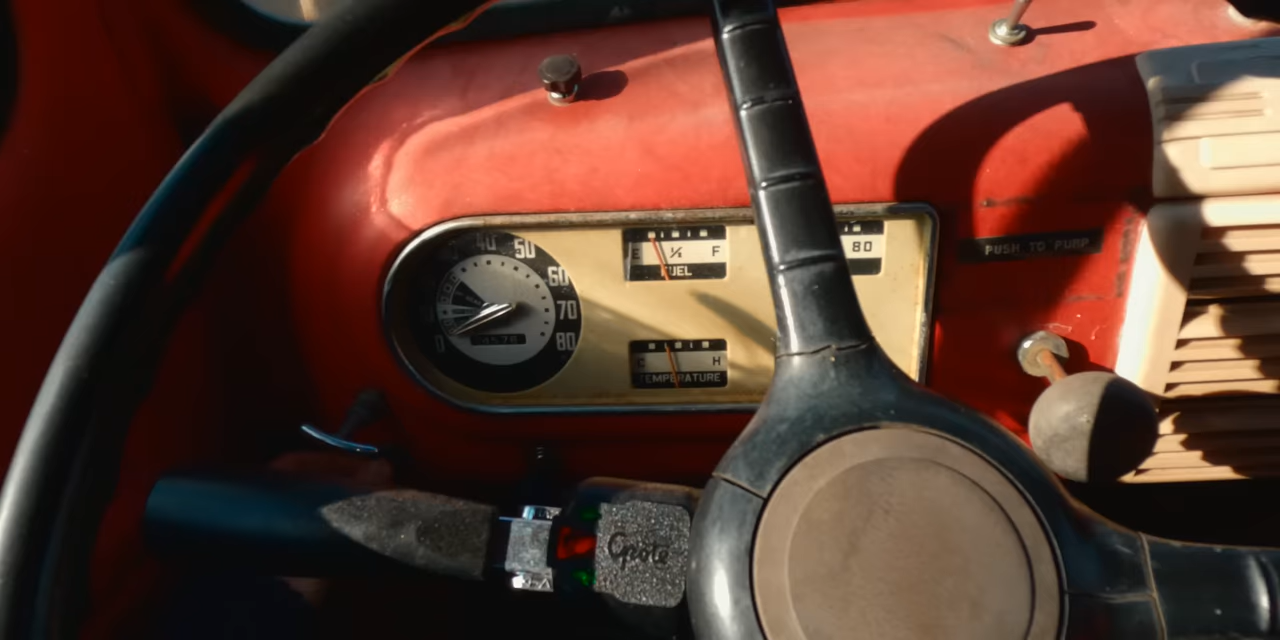 40 50 60 70 80
0
E ½ F
FUEL
80
C H
TEMPERATURE
PUSH TO PUMP
Grote